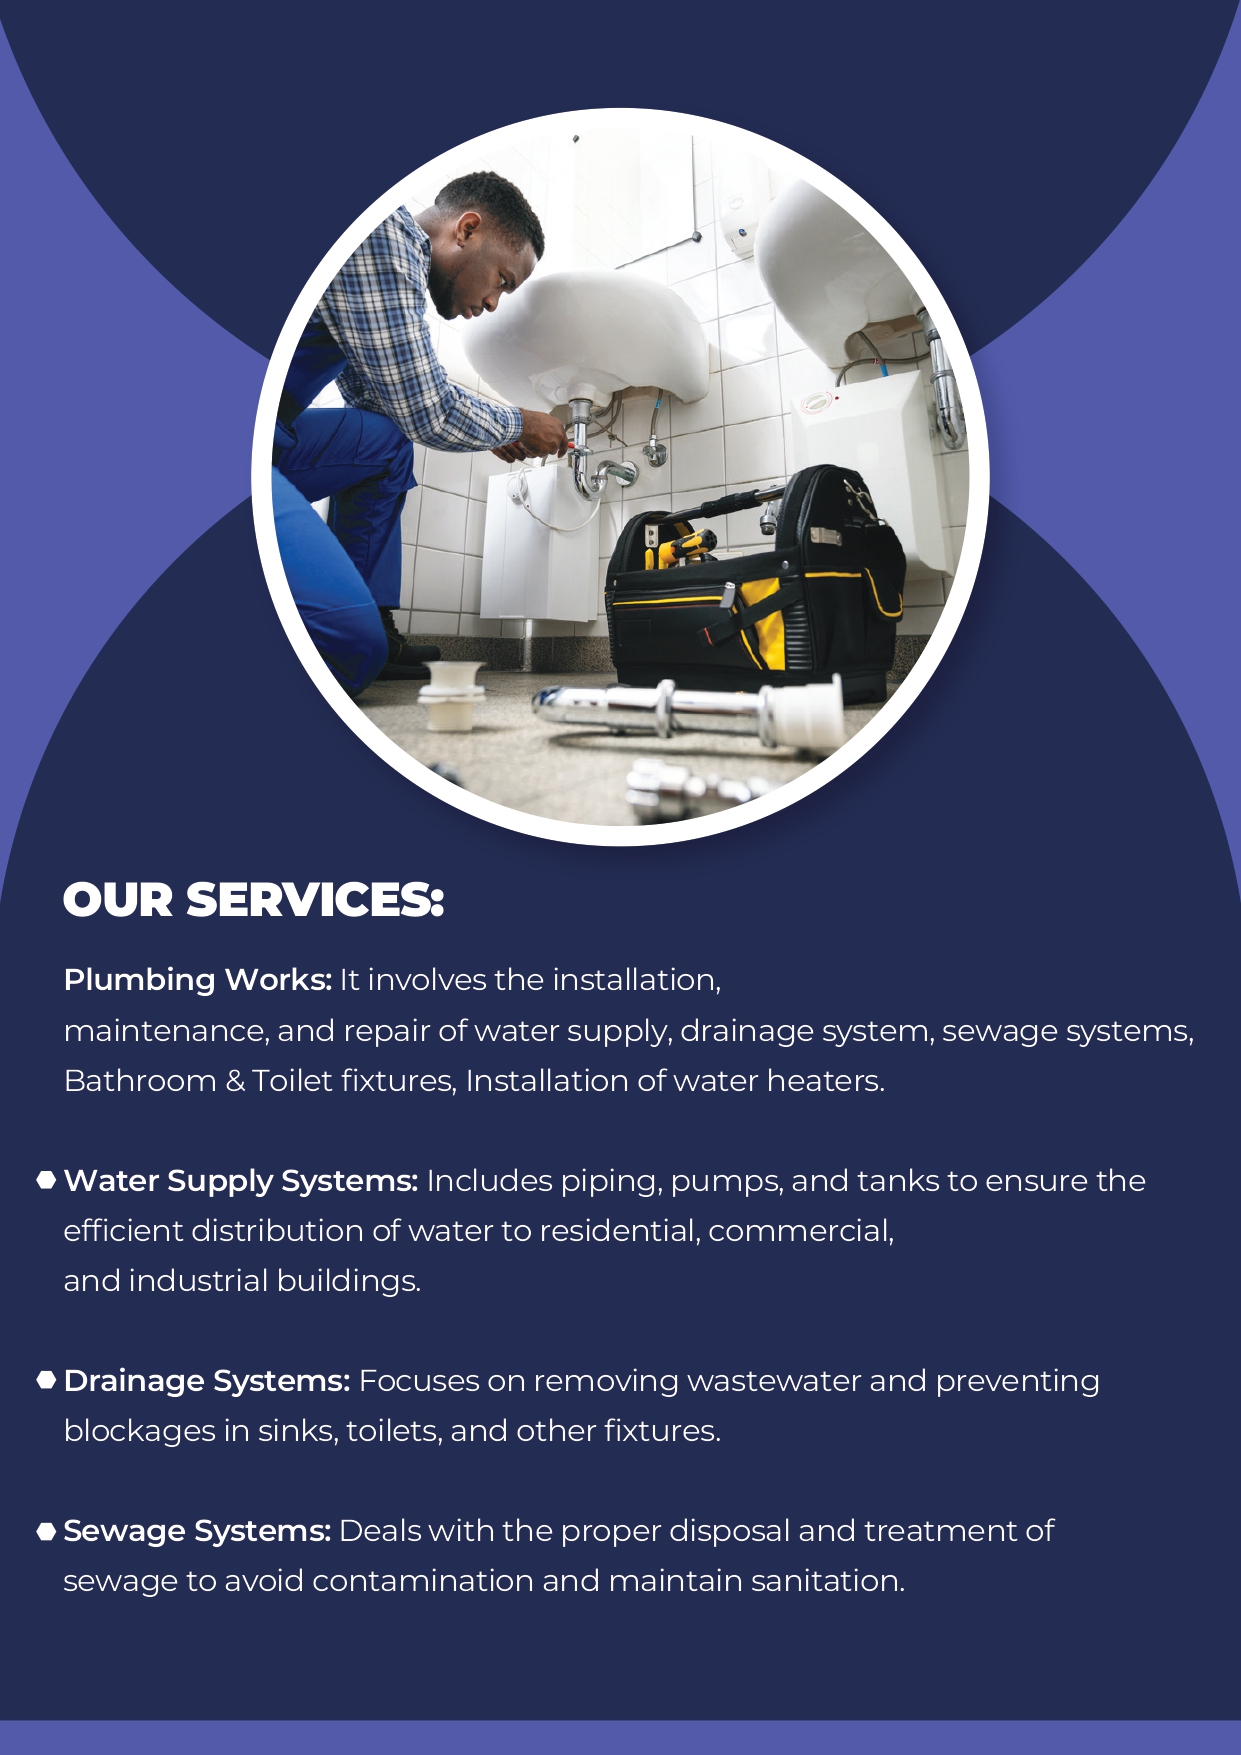 OUR SERVICES:
Plumbing Works: It involves the installation,
maintenance, and repair of water supply, drainage system, sewage systems,
Bathroom & Toilet fixtures, Installation of water heaters.
Water Supply Systems: Includes piping, pumps, and tanks to ensure the
efficient distribution of water to residential, commercial,
and industrial buildings.
Drainage Systems: Focuses on removing wastewater and preventing
blockages in sinks, toilets, and other fixtures.
Sewage Systems: Deals with the proper disposal and treatment of
sewage to avoid contamination and maintain sanitation.